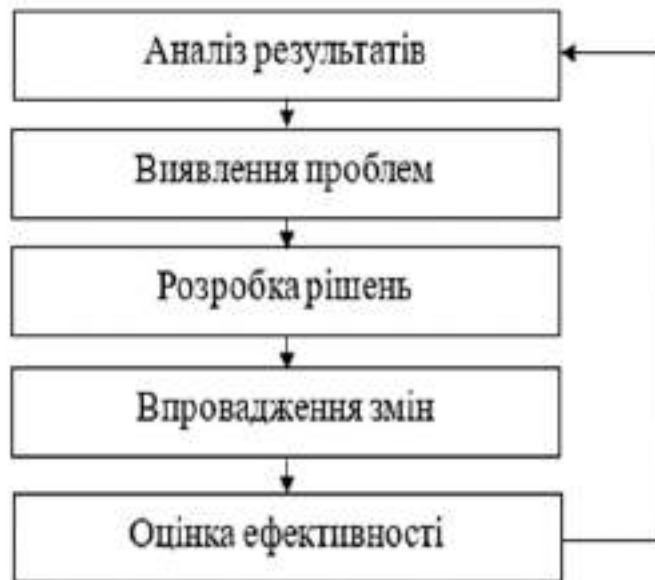 Аналіз результатів
Виявлення проблем
Розробка рішень
Впровадження змін
Оцінка ефективності